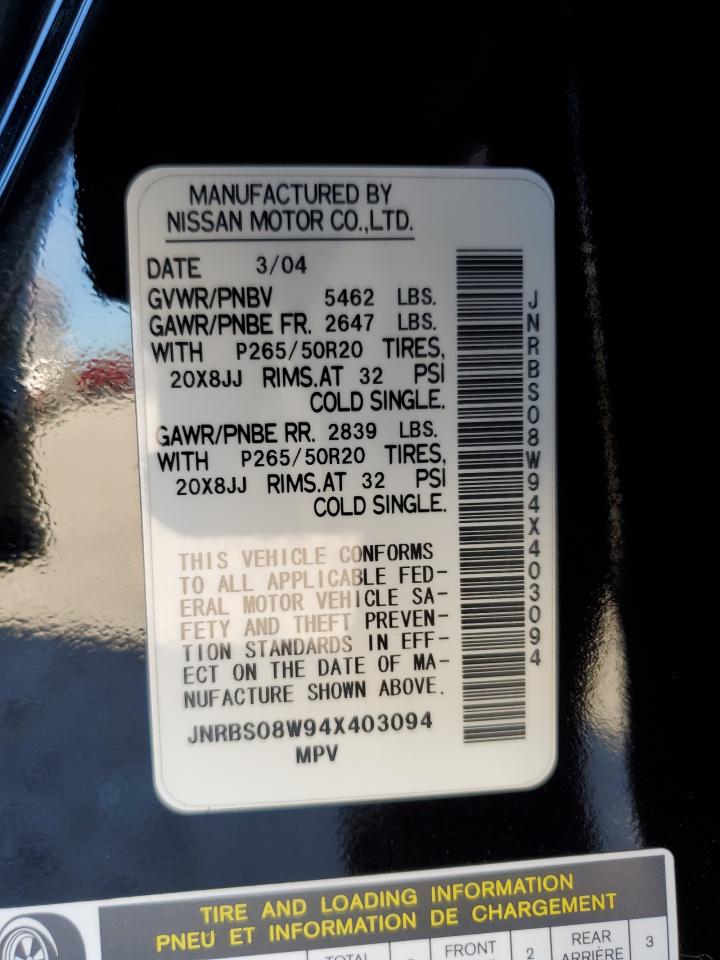 MANUFACTURED BY
NISSAN MOTOR CO.,LTD.
DATE 3/04
GVWR/PNBV 5462 LBS.
GAWR/PNBE FR. 2647 LBS.
WITH P265/50R20 TIRES,
20X8JJ RIMS.AT 32 PSI
COLD SINGLE.
GAWR/PNBE RR. 2839 LBS.
WITH P265/50R20 TIRES,
20X8JJ RIMS.AT 32 PSI
COLD SINGLE.
THIS VEHICLE CONFORMS
TO ALL APPLICABLE FED-
ERAL MOTOR VEHICLE SA-
FETY AND THEFT PREVEN-
TION STANDARDS IN EFF-
ECT ON THE DATE OF MA-
NUFACTURE SHOWN ABOVE.
JNRBS08W94X403094
MPV
JNRBS08W94X403094
TIRE AND LOADING INFORMATION
PNEU ET INFORMATION DE CHARGEMENT
TOTAL FRONT 2 REAR 3
ARRIÈRE